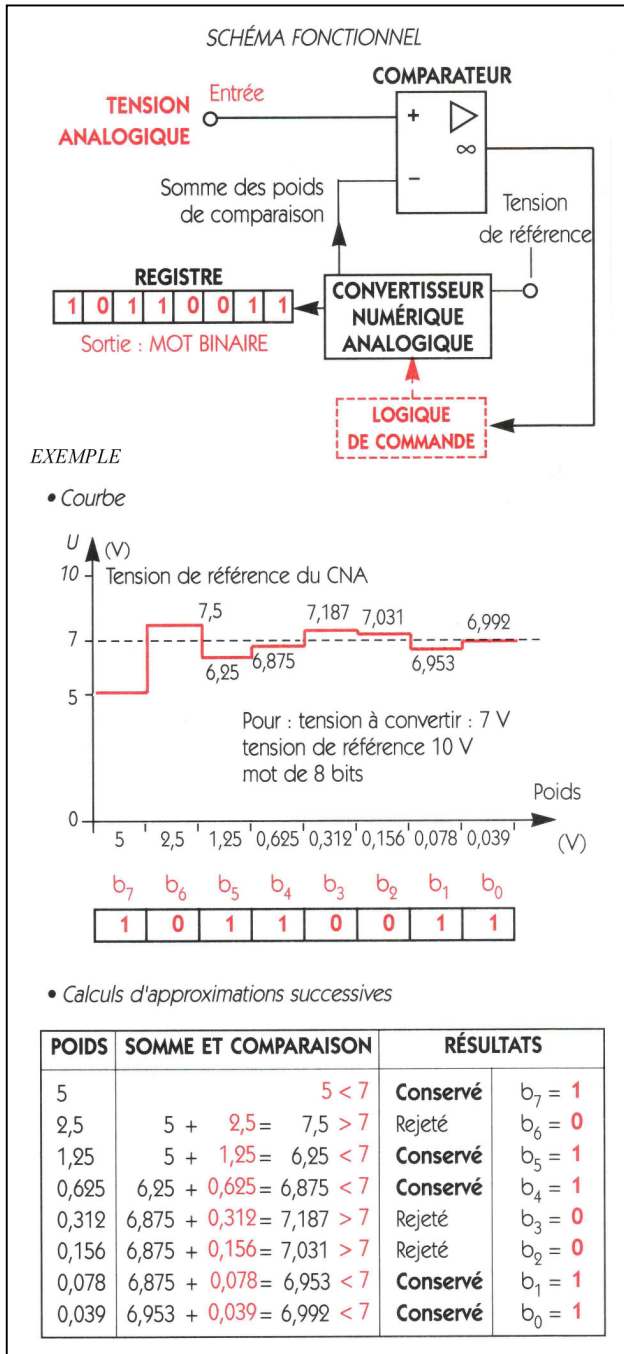 SCHÉMA FONCTIONNEL
COMPARATEUR
TENSION
ANALOGIQUE
Entrée
+
∞
−
Somme des poids
de comparaison
Tension
de référence
REGISTRE
1 0 1 1 0 0 1 1
Sortie : MOT BINAIRE
CONVERTISSEUR
NUMÉRIQUE
ANALOGIQUE
LOGIQUE
DE COMMANDE
EXEMPLE
• Courbe
U (V)
10
Tension de référence du CNA
7,5 7,187 7,031 6,992
7
6,25 6,875 6,953
5
Pour : tension à convertir : 7 V
tension de référence 10 V
mot de 8 bits
Poids
0
5 2,5 1,25 0,625 0,312 0,156 0,078 0,039 (V)
b7 b6 b5 b4 b3 b2 b1 b0
1 0 1 1 0 0 1 1
• Calculs d'approximations successives
POIDS SOMME ET COMPARAISON RÉSULTATS
5 5 < 7 Conservé b7 = 1
2,5 5 + 2,5 = 7,5 > 7 Rejeté b6 = 0
1,25 5 + 1,25 = 6,25 < 7 Conservé b5 = 1
0,625 6,25 + 0,625 = 6,875 < 7 Conservé b4 = 1
0,312 6,875 + 0,312 = 7,187 > 7 Rejeté b3 = 0
0,156 6,875 + 0,156 = 7,031 > 7 Rejeté b2 = 0
0,078 6,875 + 0,078 = 6,953 < 7 Conservé b1 = 1
0,039 6,953 + 0,039 = 6,992 < 7 Conservé b0 = 1